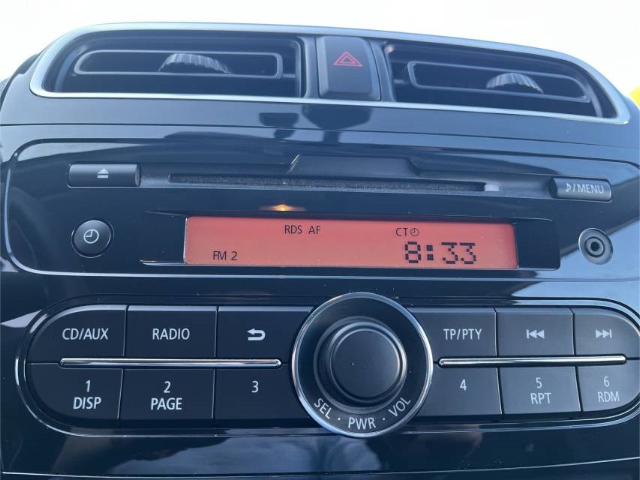 ♪/MENU
RDS AF CT
FM 2 8:33
CD/AUX RADIO TP/PTY
1 DISP
2 PAGE
3
4
5 RPT
6 RDM
SEL · PWR · VOL